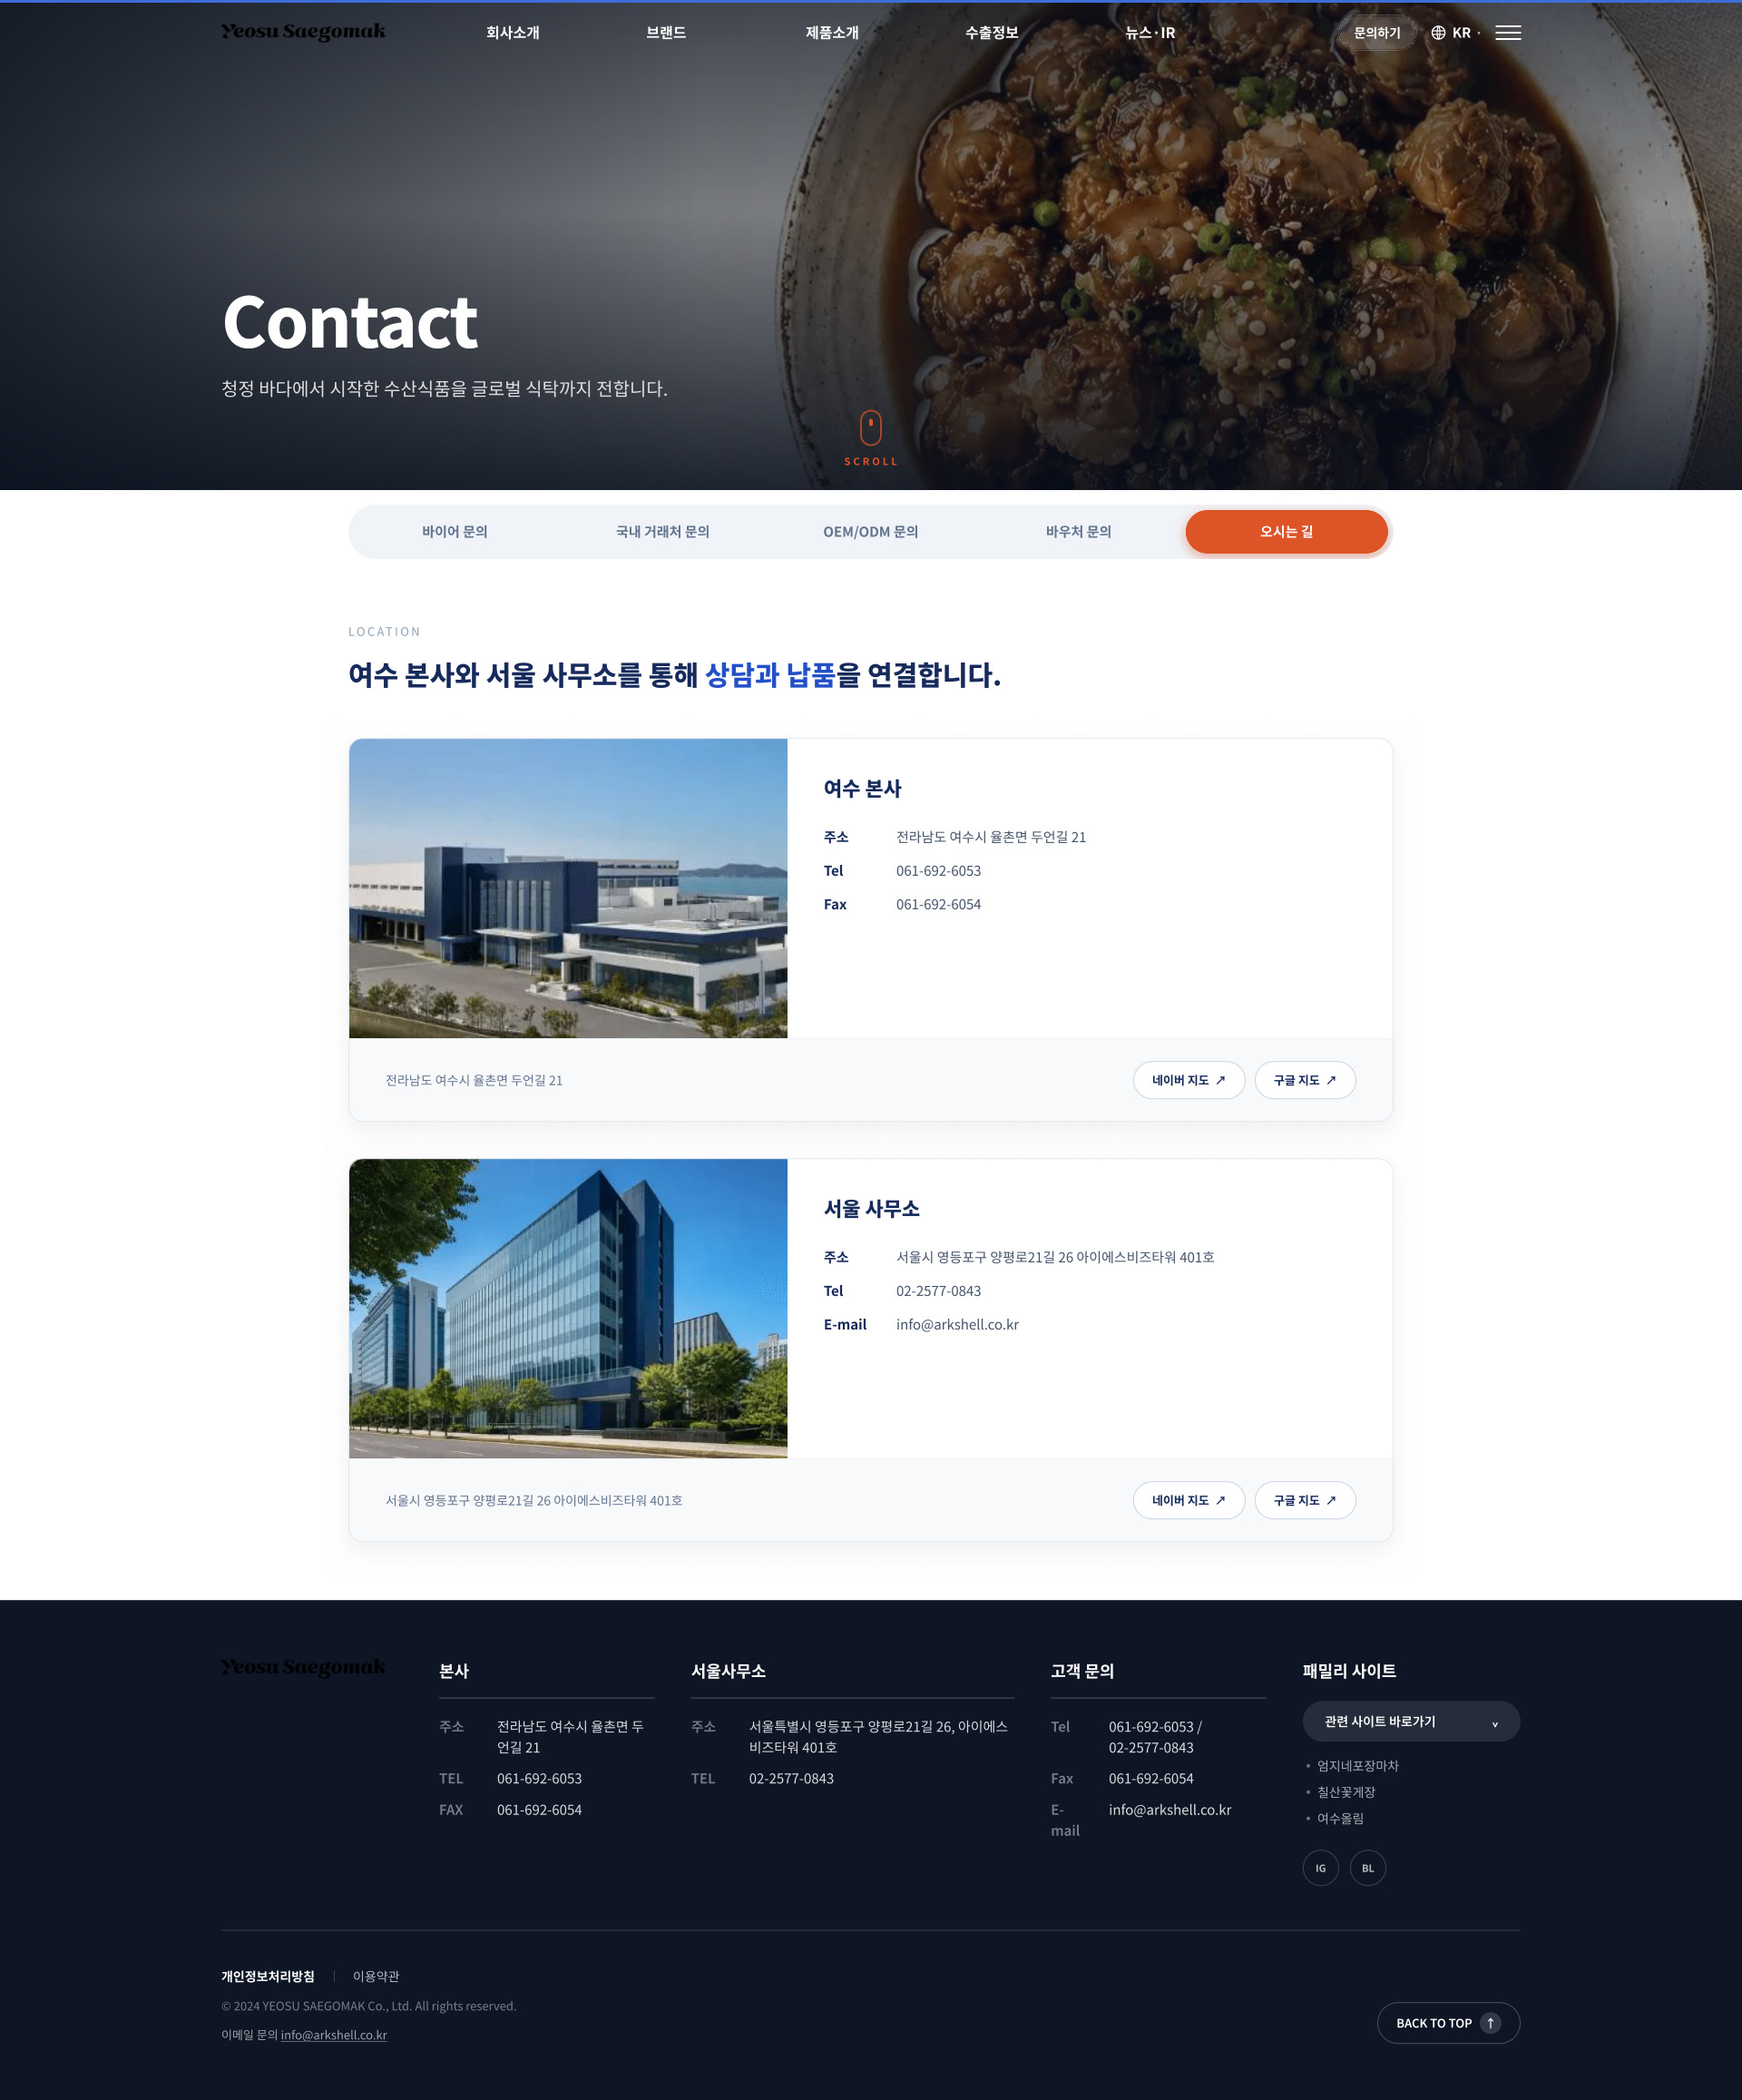 Yeosu Saegomak
회사소개
브랜드
제품소개
수출정보
뉴스·IR
문의하기
KR
Contact
청정 바다에서 시작한 수산식품을 글로벌 식탁까지 전합니다.
SCROLL
바이어 문의
국내 거래처 문의
OEM/ODM 문의
바우처 문의
오시는 길
LOCATION
여수 본사와 서울 사무소를 통해 상담과 납품을 연결합니다.
여수 본사
주소 전라남도 여수시 율촌면 두언길 21
Tel 061-692-6053
Fax 061-692-6054
전라남도 여수시 율촌면 두언길 21
네이버 지도 ↗
구글 지도 ↗
서울 사무소
주소 서울시 영등포구 양평로21길 26 아이에스비즈타워 401호
Tel 02-2577-0843
E-mail info@arkshell.co.kr
서울시 영등포구 양평로21길 26 아이에스비즈타워 401호
네이버 지도 ↗
구글 지도 ↗
Yeosu Saegomak
본사
주소 전라남도 여수시 율촌면 두
언길 21
TEL 061-692-6053
FAX 061-692-6054
서울사무소
주소 서울특별시 영등포구 양평로21길 26, 아이에스
비즈타워 401호
TEL 02-2577-0843
고객 문의
Tel 061-692-6053 /
02-2577-0843
Fax 061-692-6054
E- info@arkshell.co.kr
mail
패밀리 사이트
관련 사이트 바로가기
• 엄지네포장마차
• 칠산꽃게장
• 여수올림
IG
BL
개인정보처리방침
이용약관
© 2024 YEOSU SAEGOMAK Co., Ltd. All rights reserved.
이메일 문의 info@arkshell.co.kr
BACK TO TOP ↑